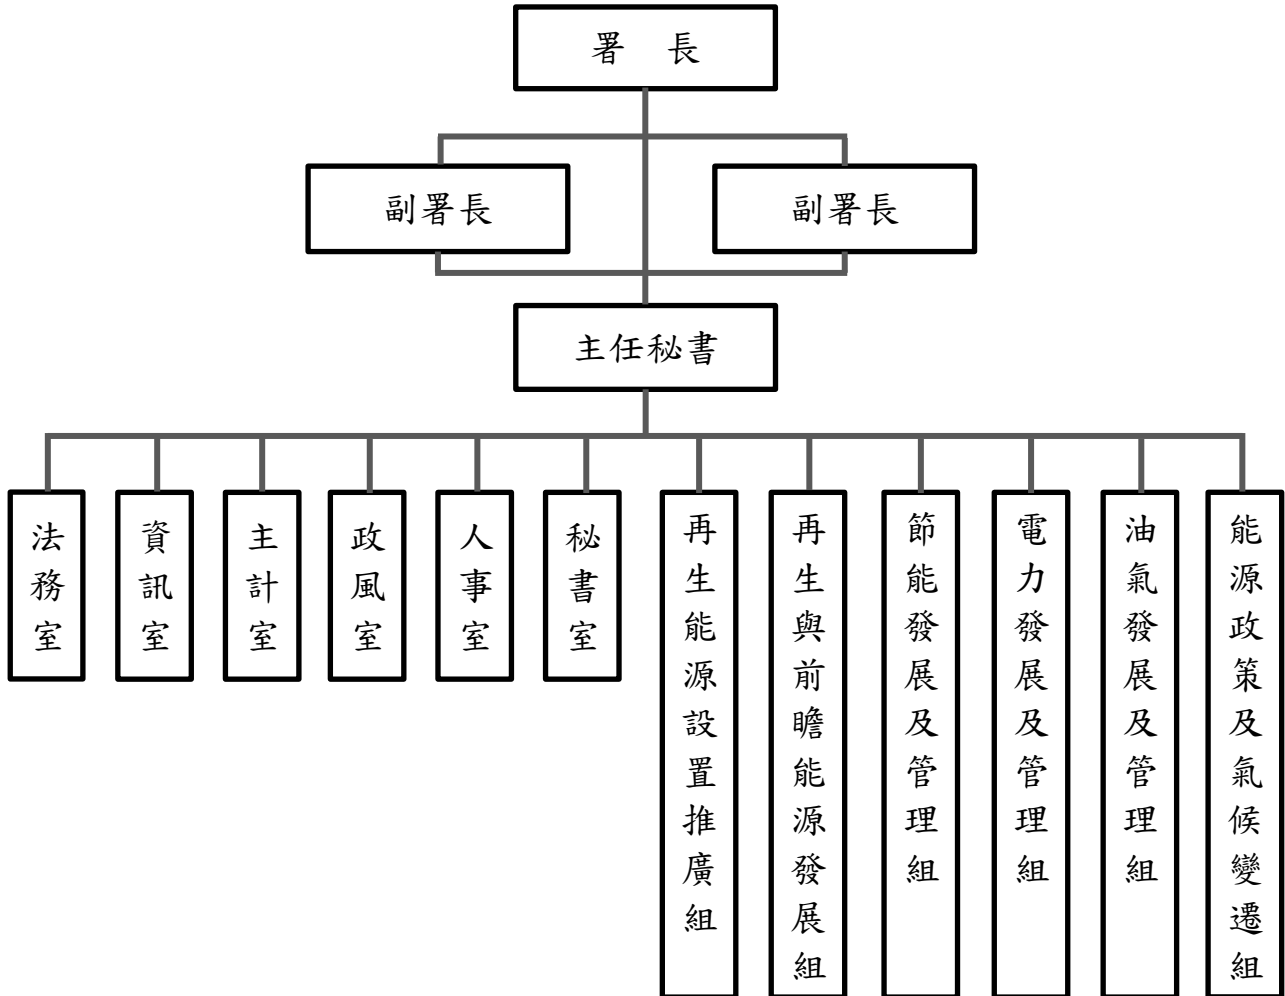 署 長
副署長
副署長
主任秘書
法務室
資訊室
主計室
政風室
人事室
秘書室
再生能源設置推廣組
再生與前瞻能源發展組
節能發展及管理組
電力發展及管理組
油氣發展及管理組
能源政策及氣候變遷組